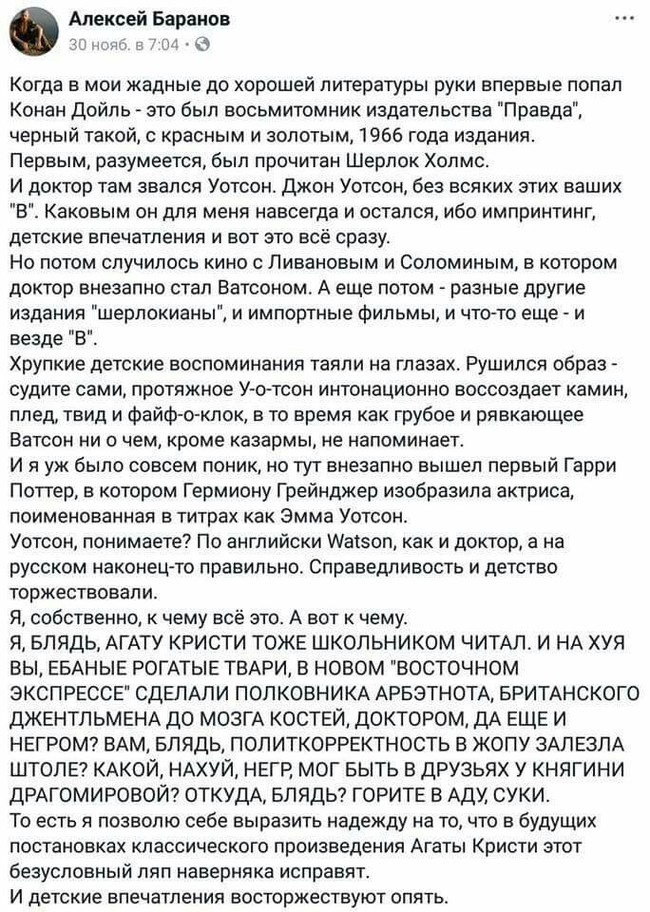 Алексей Баранов
30 нояб. в 7:04
Когда в мои жадные до хорошей литературы руки впервые попал
Конан Дойль - это был восьмитомник издательства "Правда",
черный такой, с красным и золотым, 1966 года издания.
Первым, разумеется, был прочитан Шерлок Холмс.
И доктор там звался Уотсон. Джон Уотсон, без всяких этих ваших
"В". Каковым он для меня навсегда и остался, ибо импринтинг,
детские впечатления и вот это всё сразу.
Но потом случилось кино с Ливановым и Соломиным, в котором
доктор внезапно стал Ватсоном. А еще потом - разные другие
издания "шерлокианы", и импортные фильмы, и что-то еще - и
везде "В".
Хрупкие детские воспоминания таяли на глазах. Рушился образ -
судите сами, протяжное У-о-тсон интонационно воссоздает камин,
плед, твид и файф-о-клок, в то время как грубое и рявкающее
Ватсон ни о чем, кроме казармы, не напоминает.
И я уж было совсем поник, но тут внезапно вышел первый Гарри
Поттер, в котором Гермиону Грейнджер изобразила актриса,
поименованная в титрах как Эмма Уотсон.
Уотсон, понимаете? По английски Watson, как и доктор, а на
русском наконец-то правильно. Справедливость и детство
торжествовали.
Я, собственно, к чему всё это. А вот к чему.
Я, БЛЯДЬ, АГАТУ КРИСТИ ТОЖЕ ШКОЛЬНИКОМ ЧИТАЛ. И НА ХУЯ
ВЫ, ЕБАНЫЕ РОГАТЫЕ ТВАРИ, В НОВОМ "ВОСТОЧНОМ
ЭКСПРЕССЕ" СДЕЛАЛИ ПОЛКОВНИКА АРБЭТНОТА, БРИТАНСКОГО
ДЖЕНТЛЬМЕНА ДО МОЗГА КОСТЕЙ, ДОКТОРОМ, ДА ЕЩЕ И
НЕГРОМ? ВАМ, БЛЯДЬ, ПОЛИТКОРРЕКТНОСТЬ В ЖОПУ ЗАЛЕЗЛА
ШТОЛЕ? КАКОЙ, НАХУЙ, НЕГР, МОГ БЫТЬ В ДРУЗЬЯХ У КНЯГИНИ
ДРАГОМИРОВОЙ? ОТКУДА, БЛЯДЬ? ГОРИТЕ В АДУ, СУКИ.
То есть я позволю себе выразить надежду на то, что в будущих
постановках классического произведения Агаты Кристи этот
безусловный ляп наверняка исправят.
И детские впечатления восторжествуют опять.